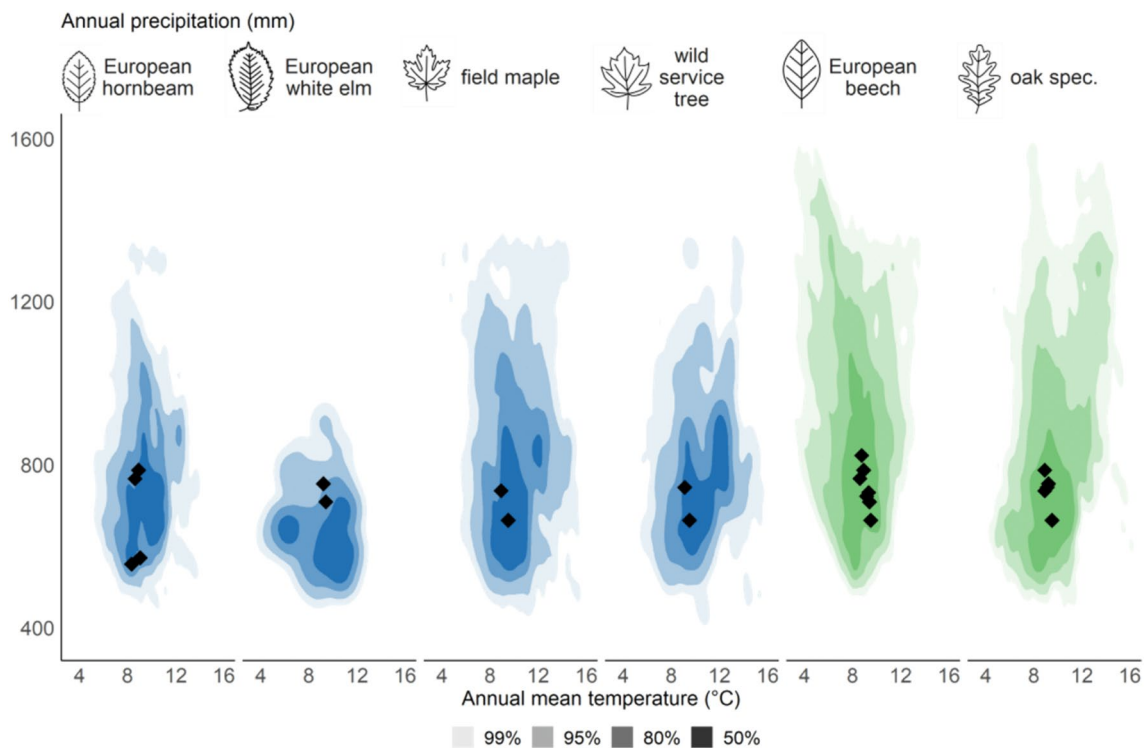 Annual precipitation (mm)
European
hornbeam
European
white elm
field maple
wild
service
tree
European
beech
oak spec.
1600
1200
800
400
4 8 12 16 4 8 12 16 4 8 12 16 4 8 12 16 4 8 12 16 4 8 12 16
Annual mean temperature (°C)
99% 95% 80% 50%